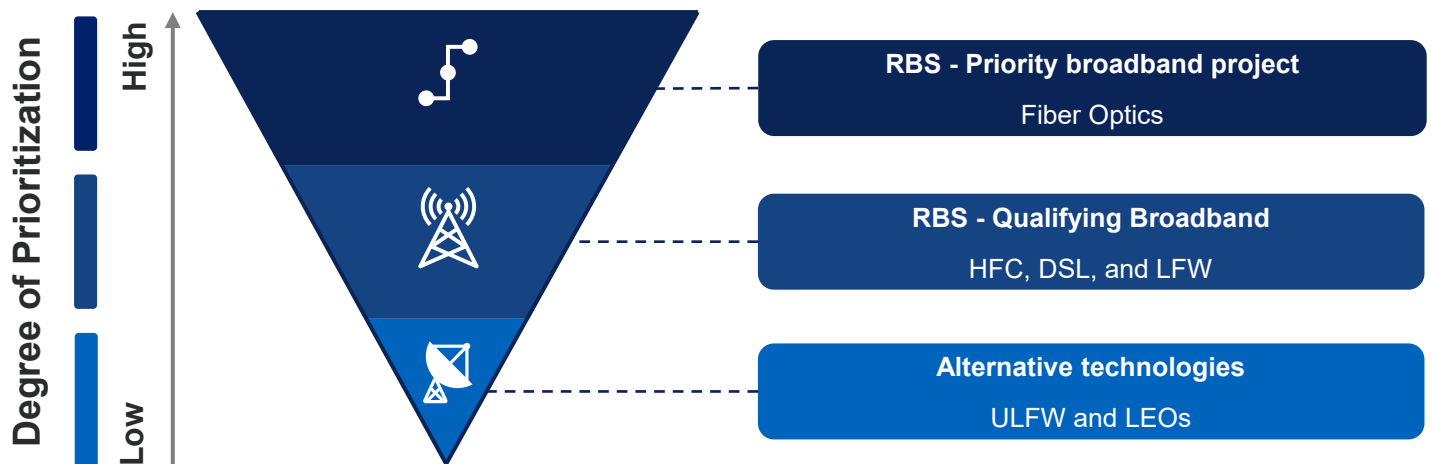 Degree of Prioritization
High
Low
RBS - Priority broadband project
Fiber Optics
RBS - Qualifying Broadband
HFC, DSL, and LFW
Alternative technologies
ULFW and LEOs